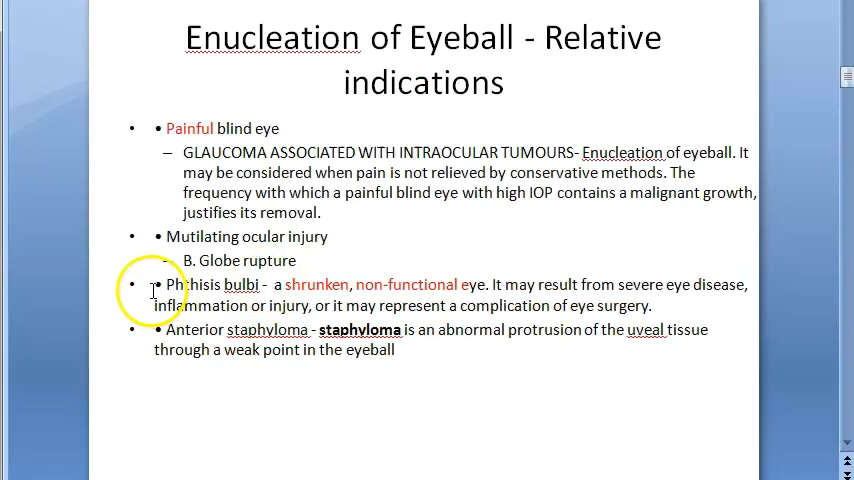 Enucleation of Eyeball - Relative
indications
• • Painful blind eye
– GLAUCOMA ASSOCIATED WITH INTRAOCULAR TUMOURS- Enucleation of eyeball. It
may be considered when pain is not relieved by conservative methods. The
frequency with which a painful blind eye with high IOP contains a malignant growth,
justifies its removal.
• • Mutilating ocular injury
– B. Globe rupture
• • Phthisis bulbi - a shrunken, non-functional eye. It may result from severe eye disease,
inflammation or injury, or it may represent a complication of eye surgery.
• • Anterior staphyloma - staphyloma is an abnormal protrusion of the uveal tissue
through a weak point in the eyeball